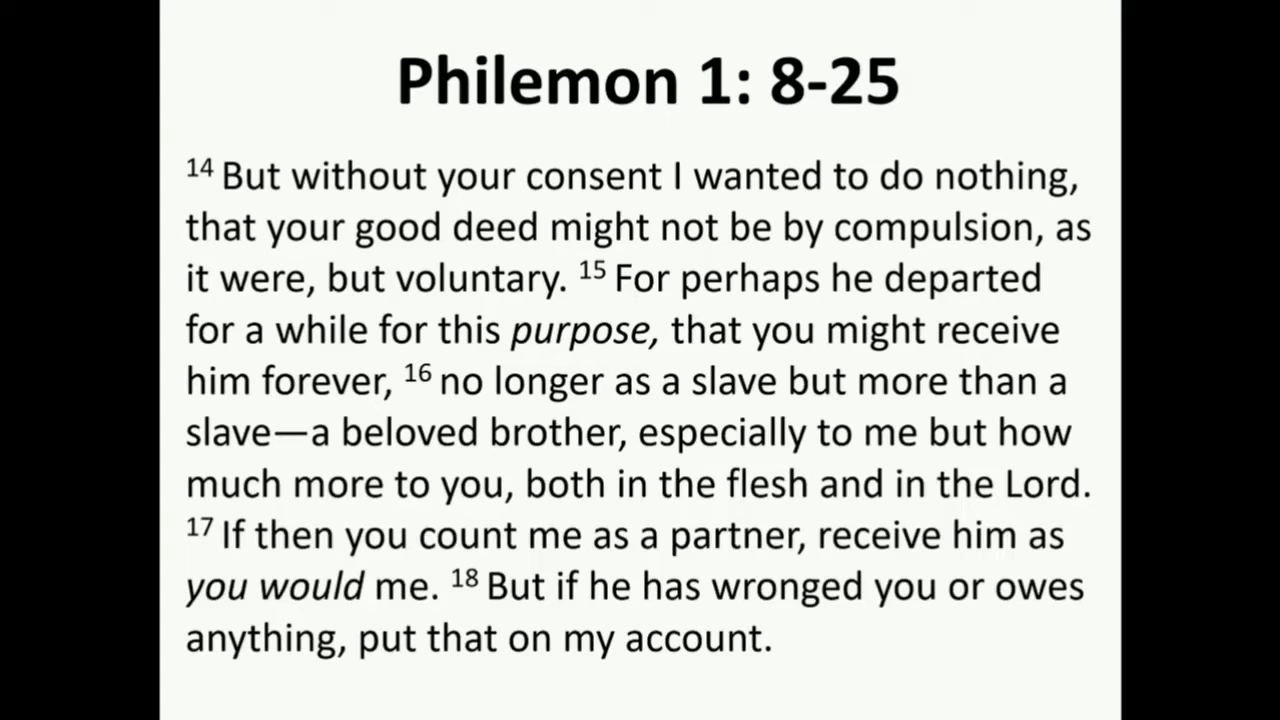 Philemon 1: 8-25
14 But without your consent I wanted to do nothing,
that your good deed might not be by compulsion, as
it were, but voluntary. 15 For perhaps he departed
for a while for this purpose, that you might receive
him forever, 16 no longer as a slave but more than a
slave—a beloved brother, especially to me but how
much more to you, both in the flesh and in the Lord.
17 If then you count me as a partner, receive him as
you would me. 18 But if he has wronged you or owes
anything, put that on my account.